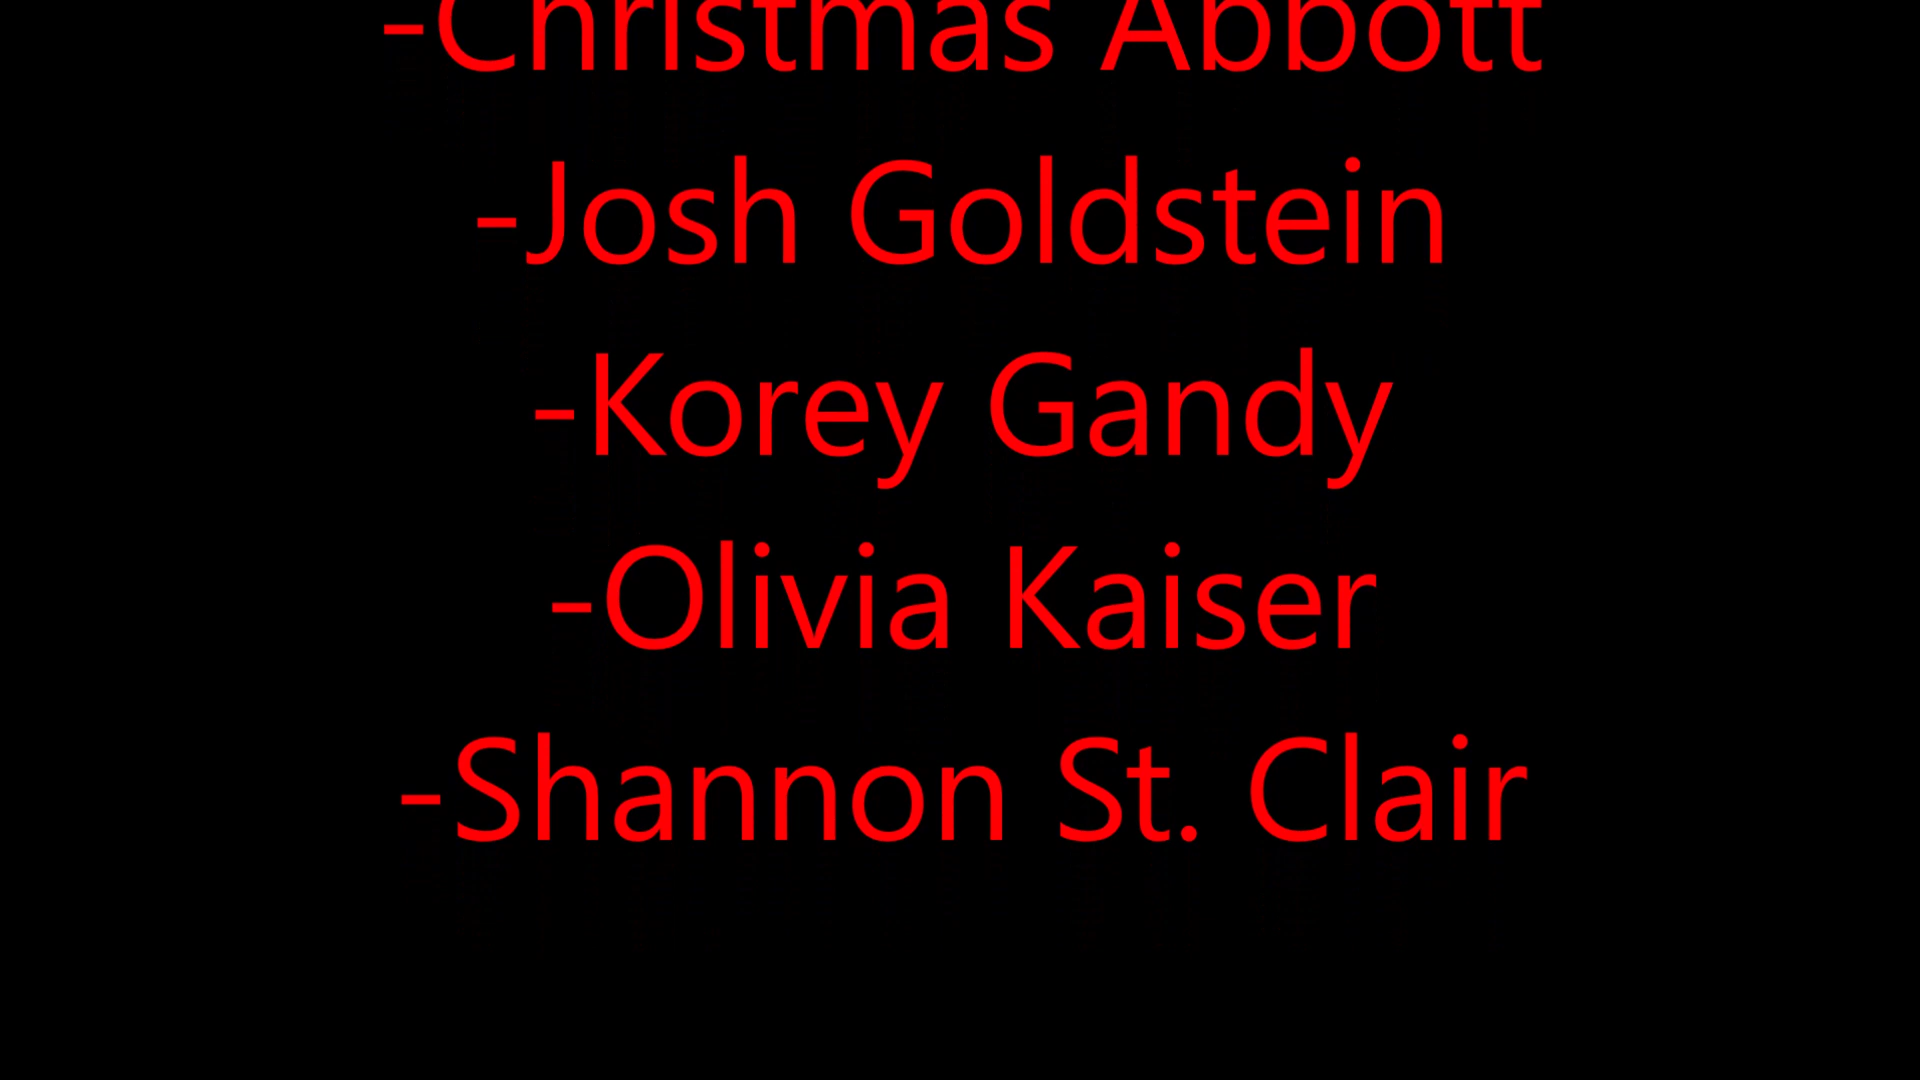 -Christmas Abbott
-Josh Goldstein
-Korey Gandy
-Olivia Kaiser
-Shannon St. Clair